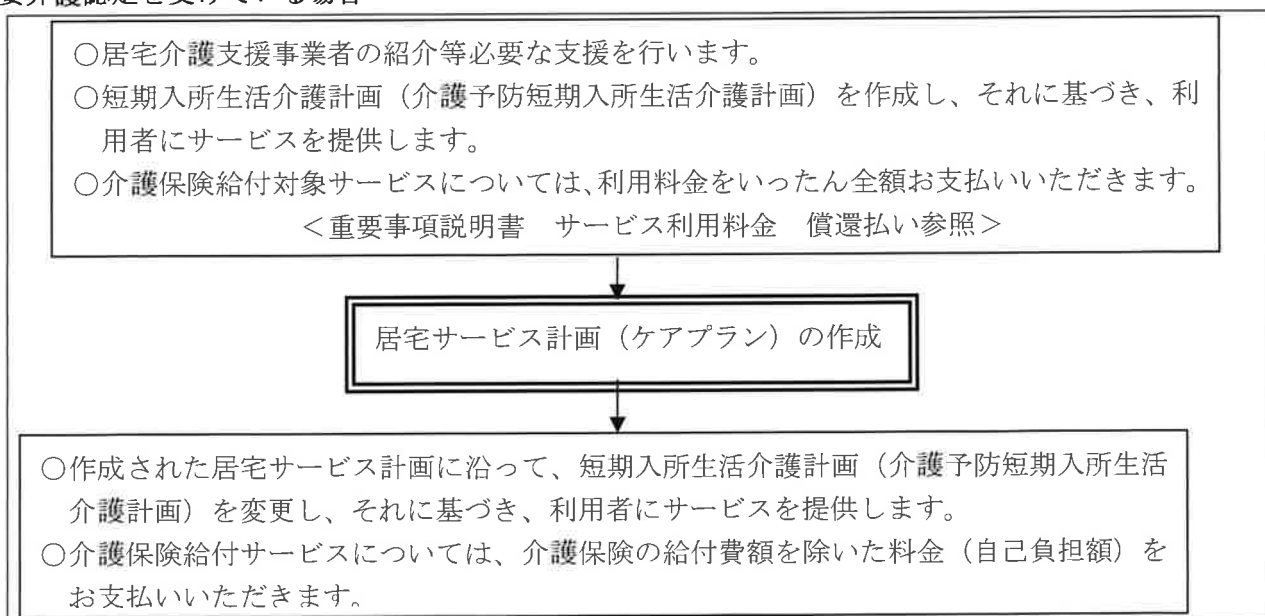 要介護認定を受けている場合
○居宅介護支援事業者の紹介等必要な支援を行います。
○短期入所生活介護計画（介護予防短期入所生活介護計画）を作成し、それに基づき、利
用者にサービスを提供します。
○介護保険給付対象サービスについては、利用料金をいったん全額お支払いいただきます。
＜重要事項説明書　サービス利用料金　償還払い参照＞
居宅サービス計画（ケアプラン）の作成
○作成された居宅サービス計画に沿って、短期入所生活介護計画（介護予防短期入所生活
介護計画）を変更し、それに基づき、利用者にサービスを提供します。
○介護保険給付サービスについては、介護保険の給付費額を除いた料金（自己負担額）を
お支払いいただきます。